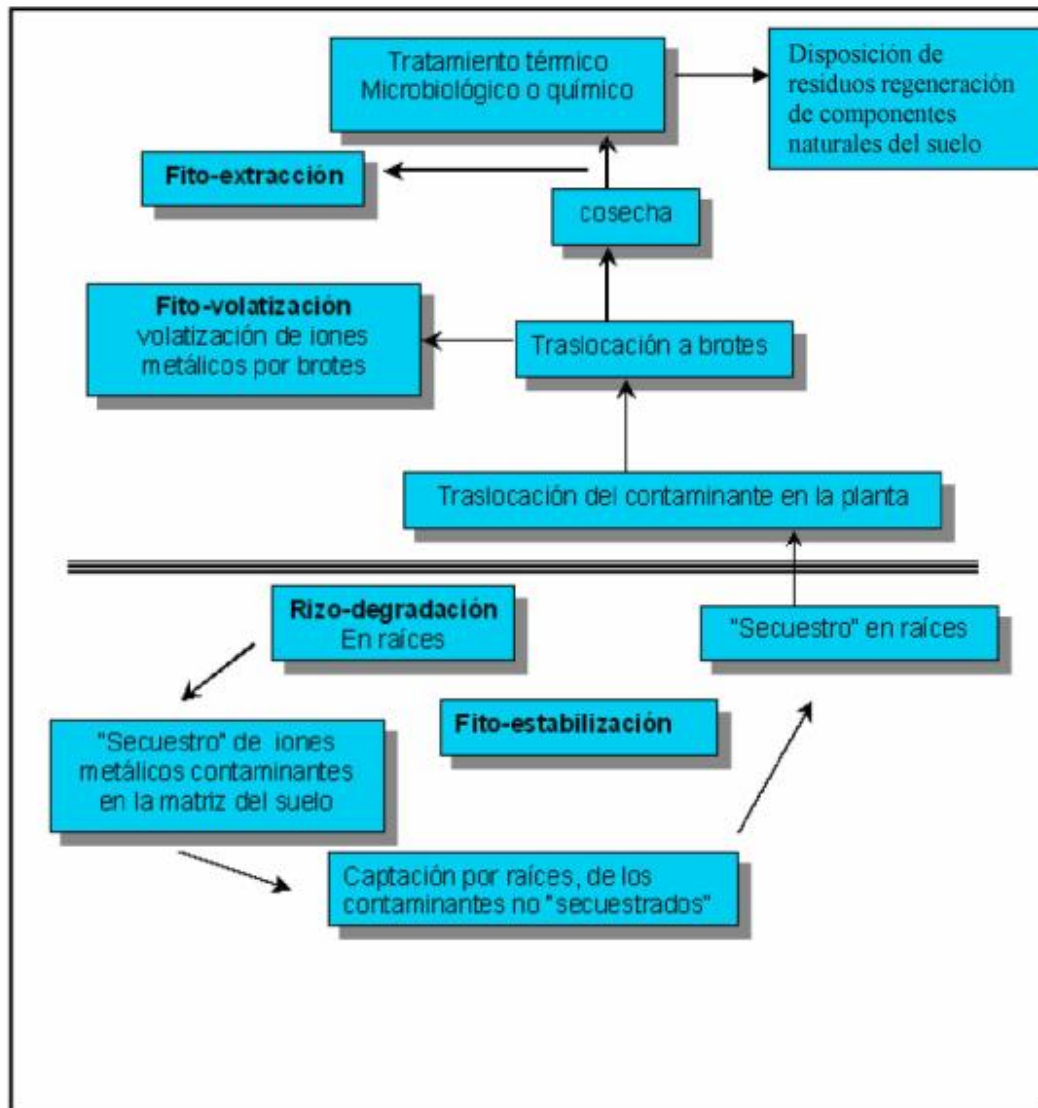 Tratamiento térmico
Microbiológico o químico
Disposición de
residuos regeneración
de componentes
naturales del suelo
Fito-extracción
cosecha
Fito-volatización
volatización de iones
metálicos por brotes
Traslocación a brotes
Traslocación del contaminante en la planta
Rizo-degradación
En raíces
"Secuestro" en raíces
Fito-estabilización
"Secuestro" de iones
metálicos contaminantes
en la matriz del suelo
Captación por raíces, de los
contaminantes no "secuestrados"